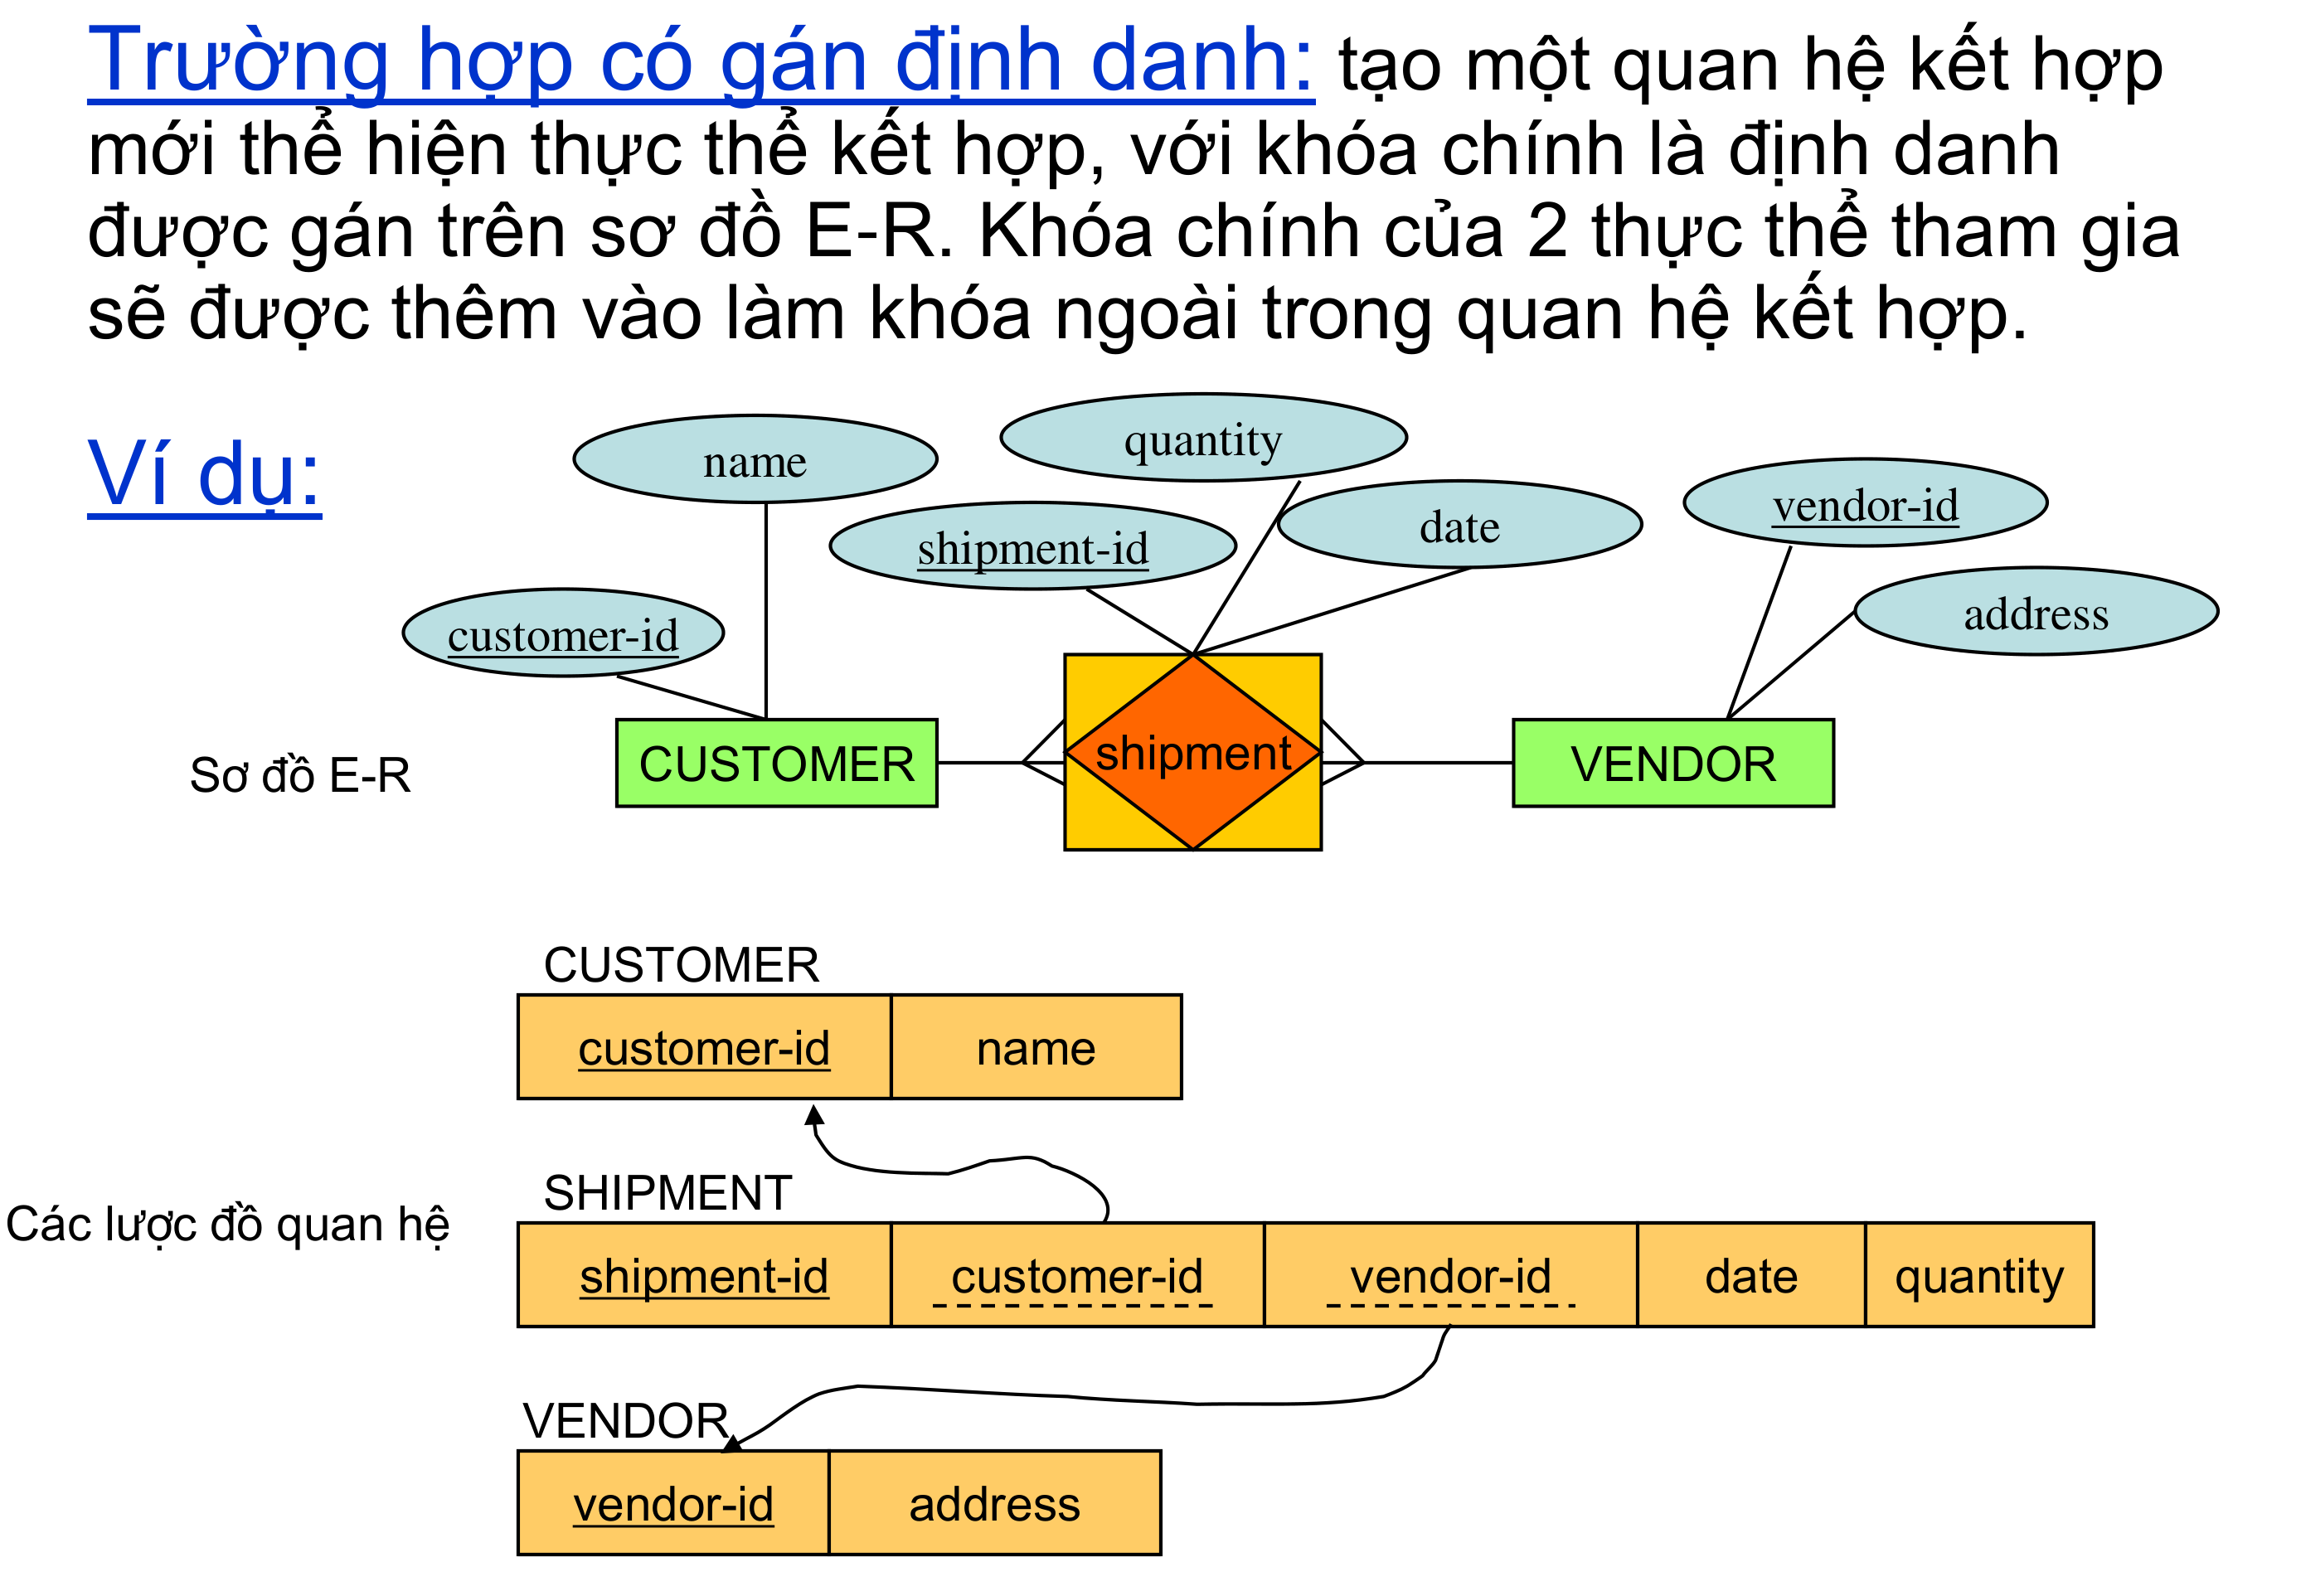 Trường hợp có gán định danh: tạo một quan hệ kết hợp
mới thể hiện thực thể kết hợp, với khóa chính là định danh
được gán trên sơ đồ E-R. Khóa chính của 2 thực thể tham gia
sẽ được thêm vào làm khóa ngoài trong quan hệ kết hợp.
Ví dụ:
name
quantity
shipment-id
date
vendor-id
customer-id
address
Sơ đồ E-R
CUSTOMER
shipment
VENDOR
CUSTOMER
customer-id name
SHIPMENT
Các lược đồ quan hệ
shipment-id customer-id vendor-id date quantity
VENDOR
vendor-id address